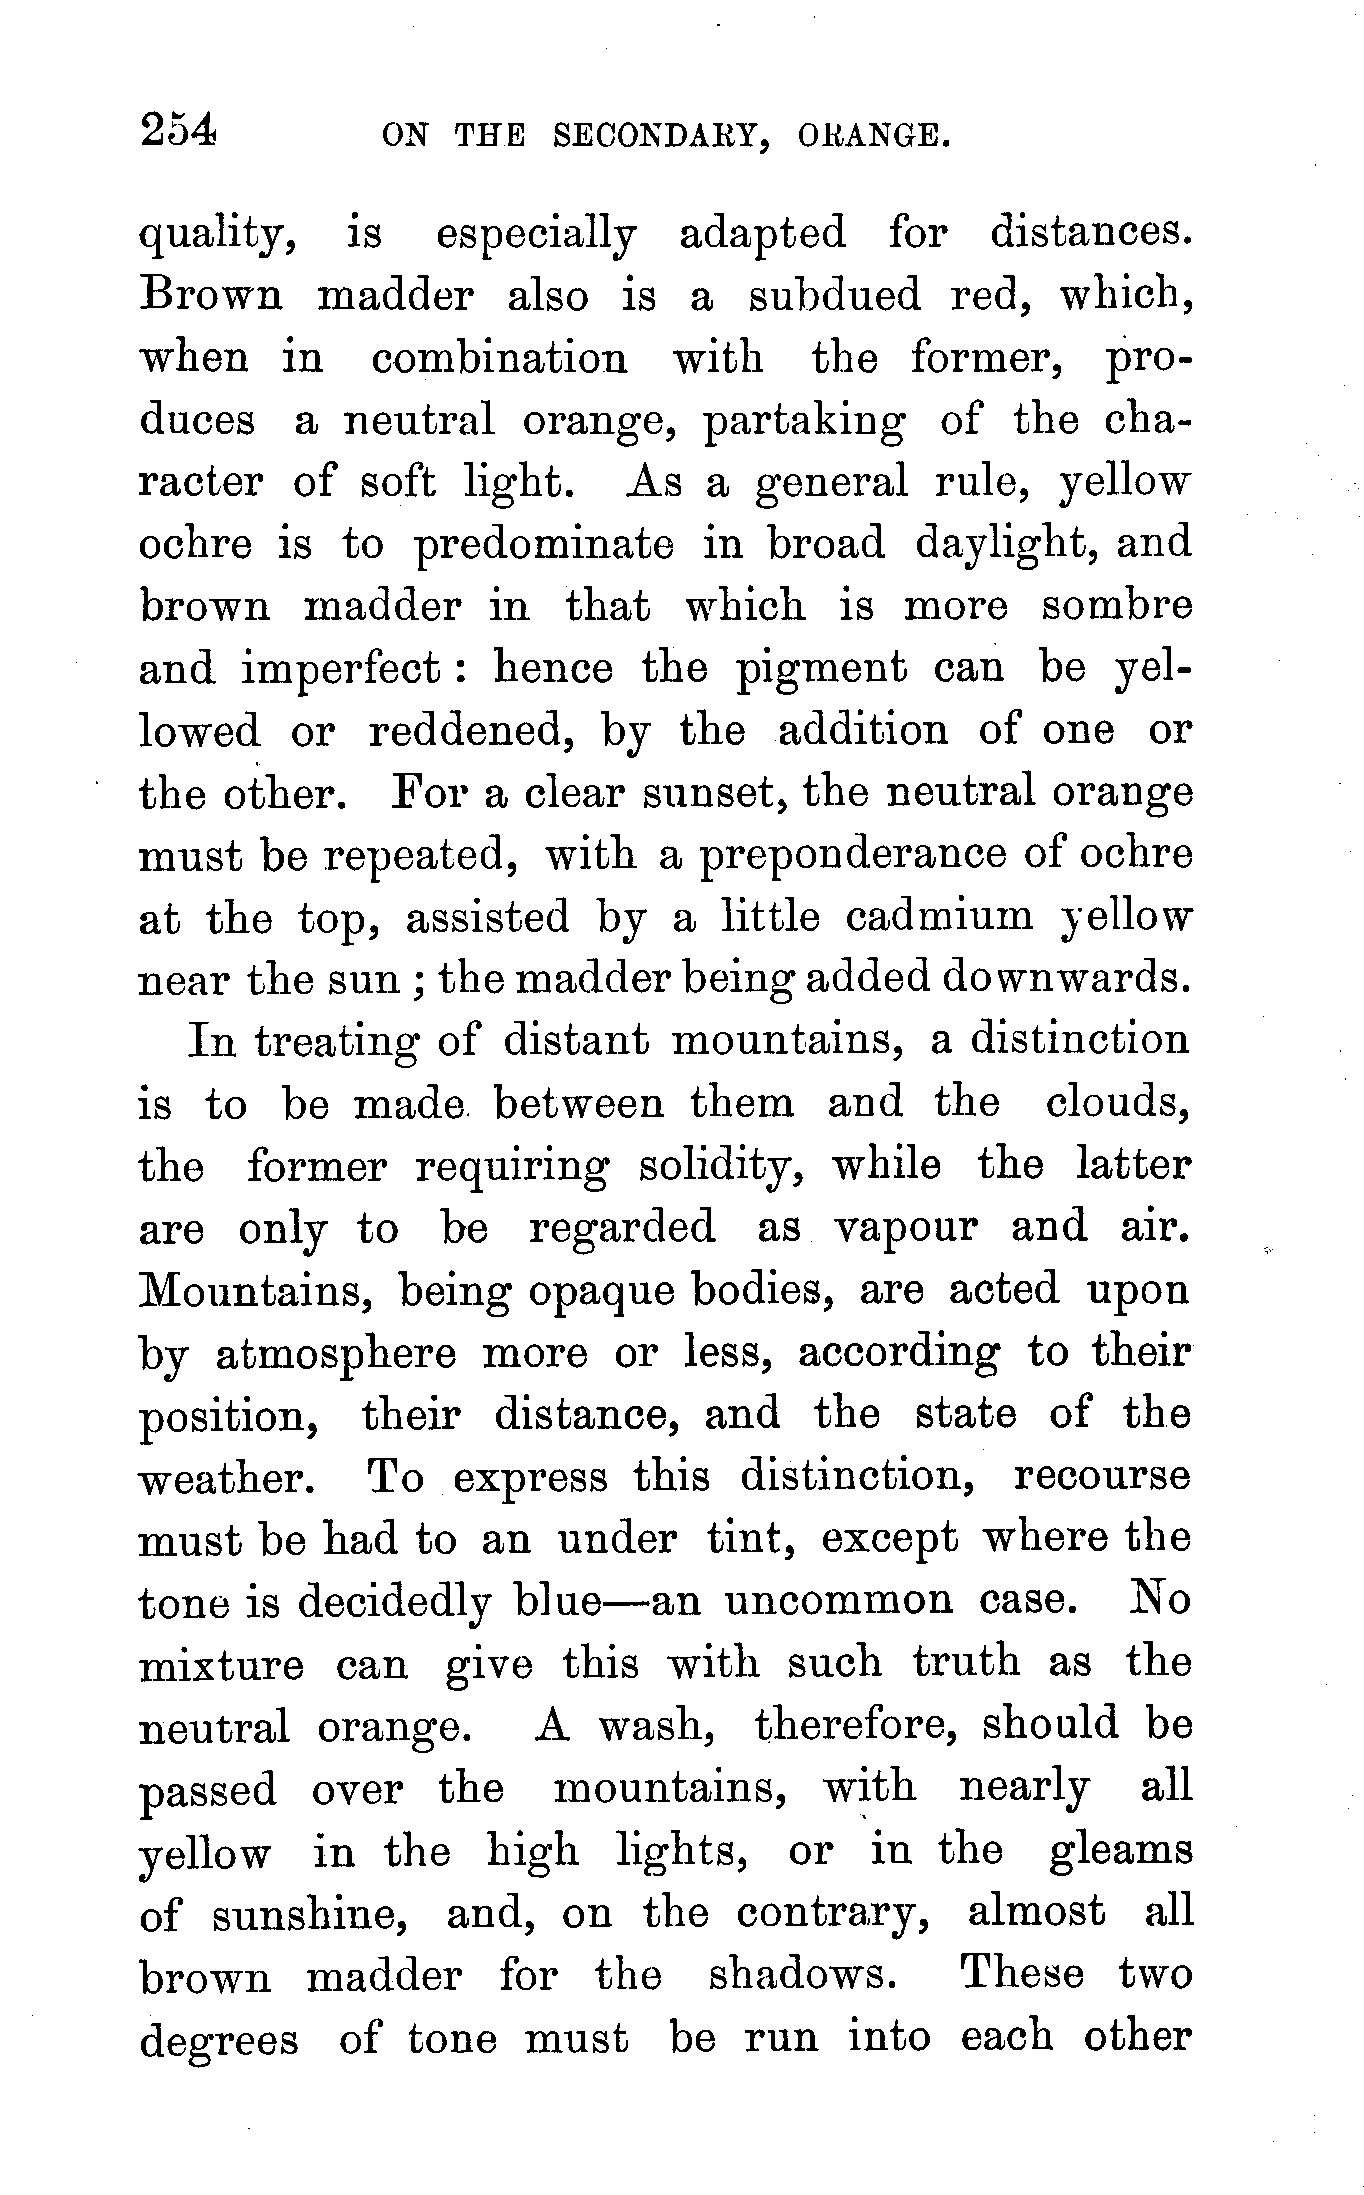 254 ON THE SECONDARY, ORANGE.
quality, is especially adapted for distances.
Brown madder also is a subdued red, which,
when in combination with the former, pro-
duces a neutral orange, partaking of the cha-
racter of soft light. As a general rule, yellow
ochre is to predominate in broad daylight, and
brown madder in that which is more sombre
and imperfect : hence the pigment can be yel-
lowed or reddened, by the addition of one or
the other. For a clear sunset, the neutral orange
must be repeated, with a preponderance of ochre
at the top, assisted by a little cadmium yellow
near the sun ; the madder being added downwards.
In treating of distant mountains, a distinction
is to be made between them and the clouds,
the former requiring solidity, while the latter
are only to be regarded as vapour and air.
Mountains, being opaque bodies, are acted upon
by atmosphere more or less, according to their
position, their distance, and the state of the
weather. To express this distinction, recourse
must be had to an under tint, except where the
tone is decidedly blue—an uncommon case. No
mixture can give this with such truth as the
neutral orange. A wash, therefore, should be
passed over the mountains, with nearly all
yellow in the high lights, or in the gleams
of sunshine, and, on the contrary, almost all
brown madder for the shadows. These two
degrees of tone must be run into each other